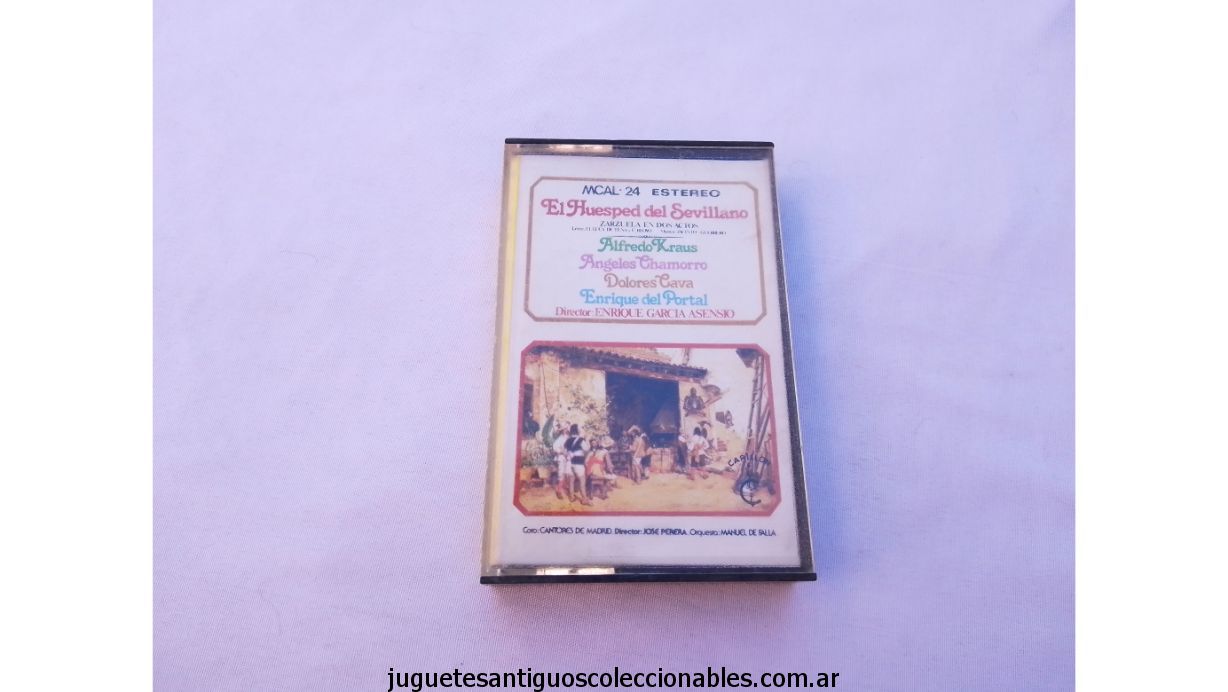 MCAL·24 ESTEREO
El Huesped del Sevillano
ZARZUELA EN DOS ACTOS
Alfredo Kraus
Angeles Chamorro
Dolores Cava
Enrique del Portal
Director: ENRIQUE GARCIA ASENSIO
CARILLON
Coro: CANTORES DE MADRID. Director: JOSE PERERA. Orquesta: MANUEL DE FALLA
juguetesantiguoscoleccionables.com.ar